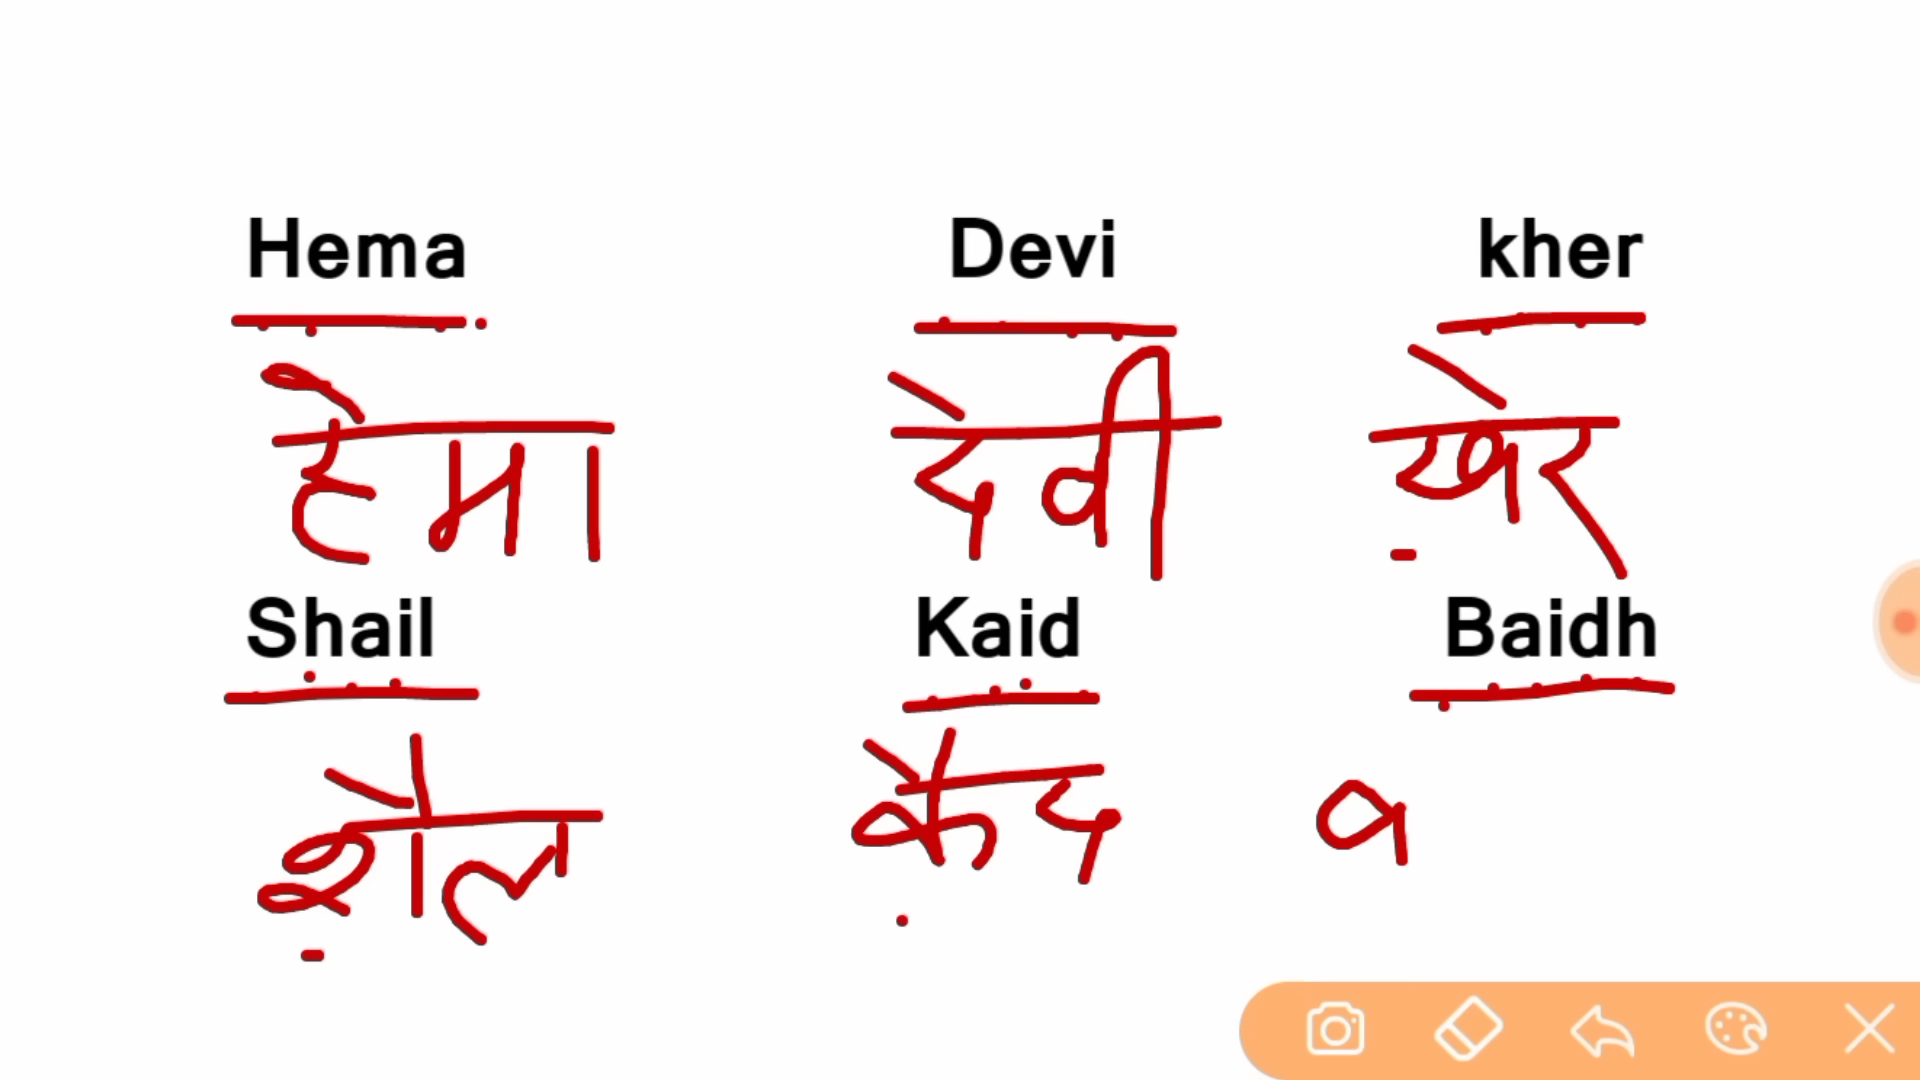 Hema Devi kher
हेमा देवी खेर
Shail Kaid Baidh
शैल कैद व